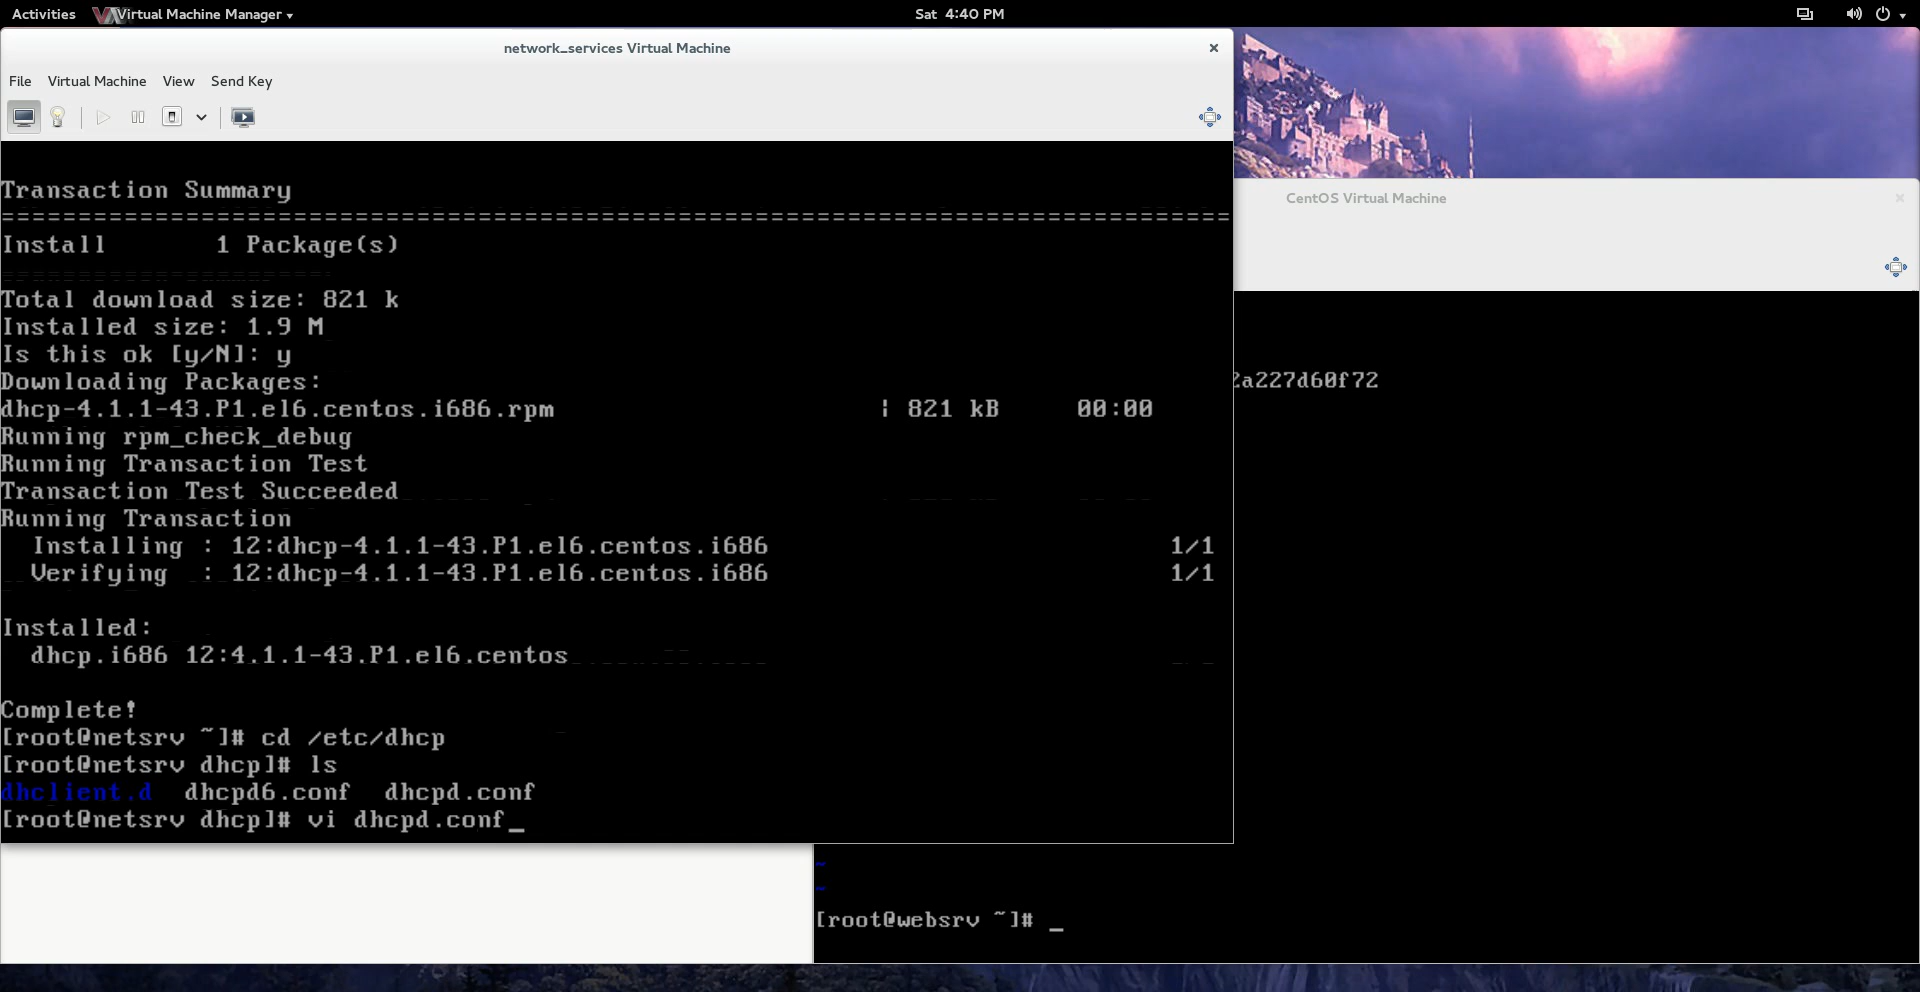 Activities Virtual Machine Manager Sat 4:40 PM
network_services Virtual Machine
File Virtual Machine View Send Key
Transaction Summary
================================================================================
Install       1 Package(s)
Total download size: 821 k
Installed size: 1.9 M
Is this ok [y/N]: y
Downloading Packages:
dhcp-4.1.1-43.P1.el6.centos.i686.rpm                     | 821 kB     00:00
Running rpm_check_debug
Running Transaction Test
Transaction Test Succeeded
Running Transaction
  Installing : 12:dhcp-4.1.1-43.P1.el6.centos.i686                          1/1
  Verifying  : 12:dhcp-4.1.1-43.P1.el6.centos.i686                          1/1
Installed:
  dhcp.i686 12:4.1.1-43.P1.el6.centos
Complete!
[root@netsrv ~]# cd /etc/dhcp
[root@netsrv dhcp]# ls
dhclient.d  dhcpd6.conf  dhcpd.conf
[root@netsrv dhcp]# vi dhcpd.conf_
CentOS Virtual Machine
2a227d60f72
~
~
[root@websrv ~]# _